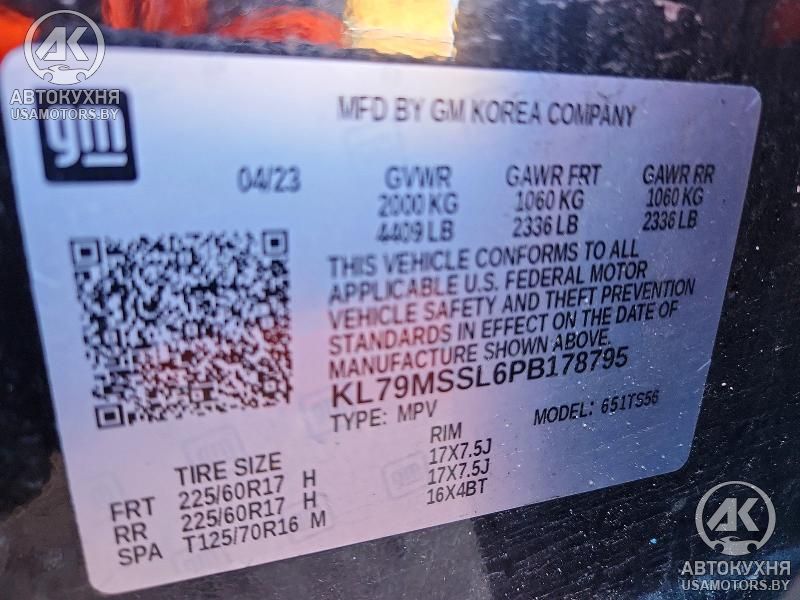 AK
АВТОКУХНЯ
USAMOTORS.BY
gm
MFD BY GM KOREA COMPANY
04/23
GVWR
2000 KG
4409 LB
GAWR FRT
1060 KG
2336 LB
GAWR RR
1060 KG
2336 LB
THIS VEHICLE CONFORMS TO ALL
APPLICABLE U.S. FEDERAL MOTOR
VEHICLE SAFETY AND THEFT PREVENTION
STANDARDS IN EFFECT ON THE DATE OF
MANUFACTURE SHOWN ABOVE.
KL79MSSL6PB178795
TYPE: MPV MODEL: 651TS56
TIRE SIZE RIM
FRT 225/60R17 H 17X7.5J
RR 225/60R17 H 17X7.5J
SPA T125/70R16 M 16X4BT
AK
АВТОКУХНЯ
USAMOTORS.BY